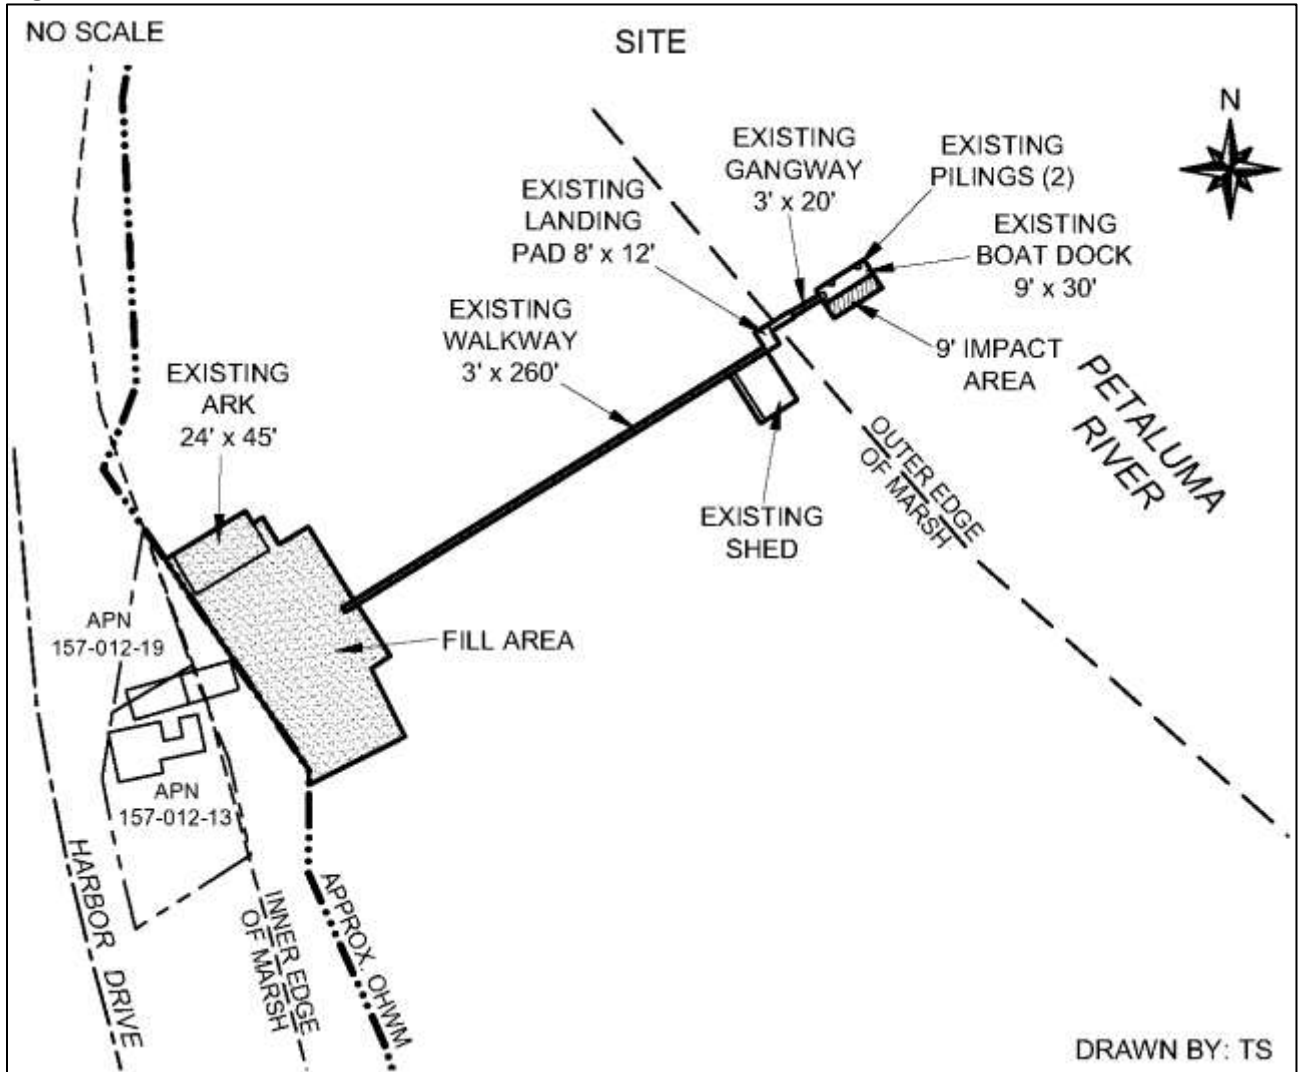 NO SCALE
SITE
N
EXISTING
GANGWAY
3' x 20'
EXISTING
PILINGS (2)
EXISTING
LANDING
PAD 8' x 12'
EXISTING
BOAT DOCK
9' x 30'
EXISTING
WALKWAY
3' x 260'
9' IMPACT
AREA
EXISTING
ARK
24' x 45'
PETALUMA
RIVER
OUTER EDGE
OF MARSH
EXISTING
SHED
APN
157-012-19
FILL AREA
APN
157-012-13
HARBOR DRIVE
INNER EDGE
OF MARSH
APPROX. OHWM
DRAWN BY: TS